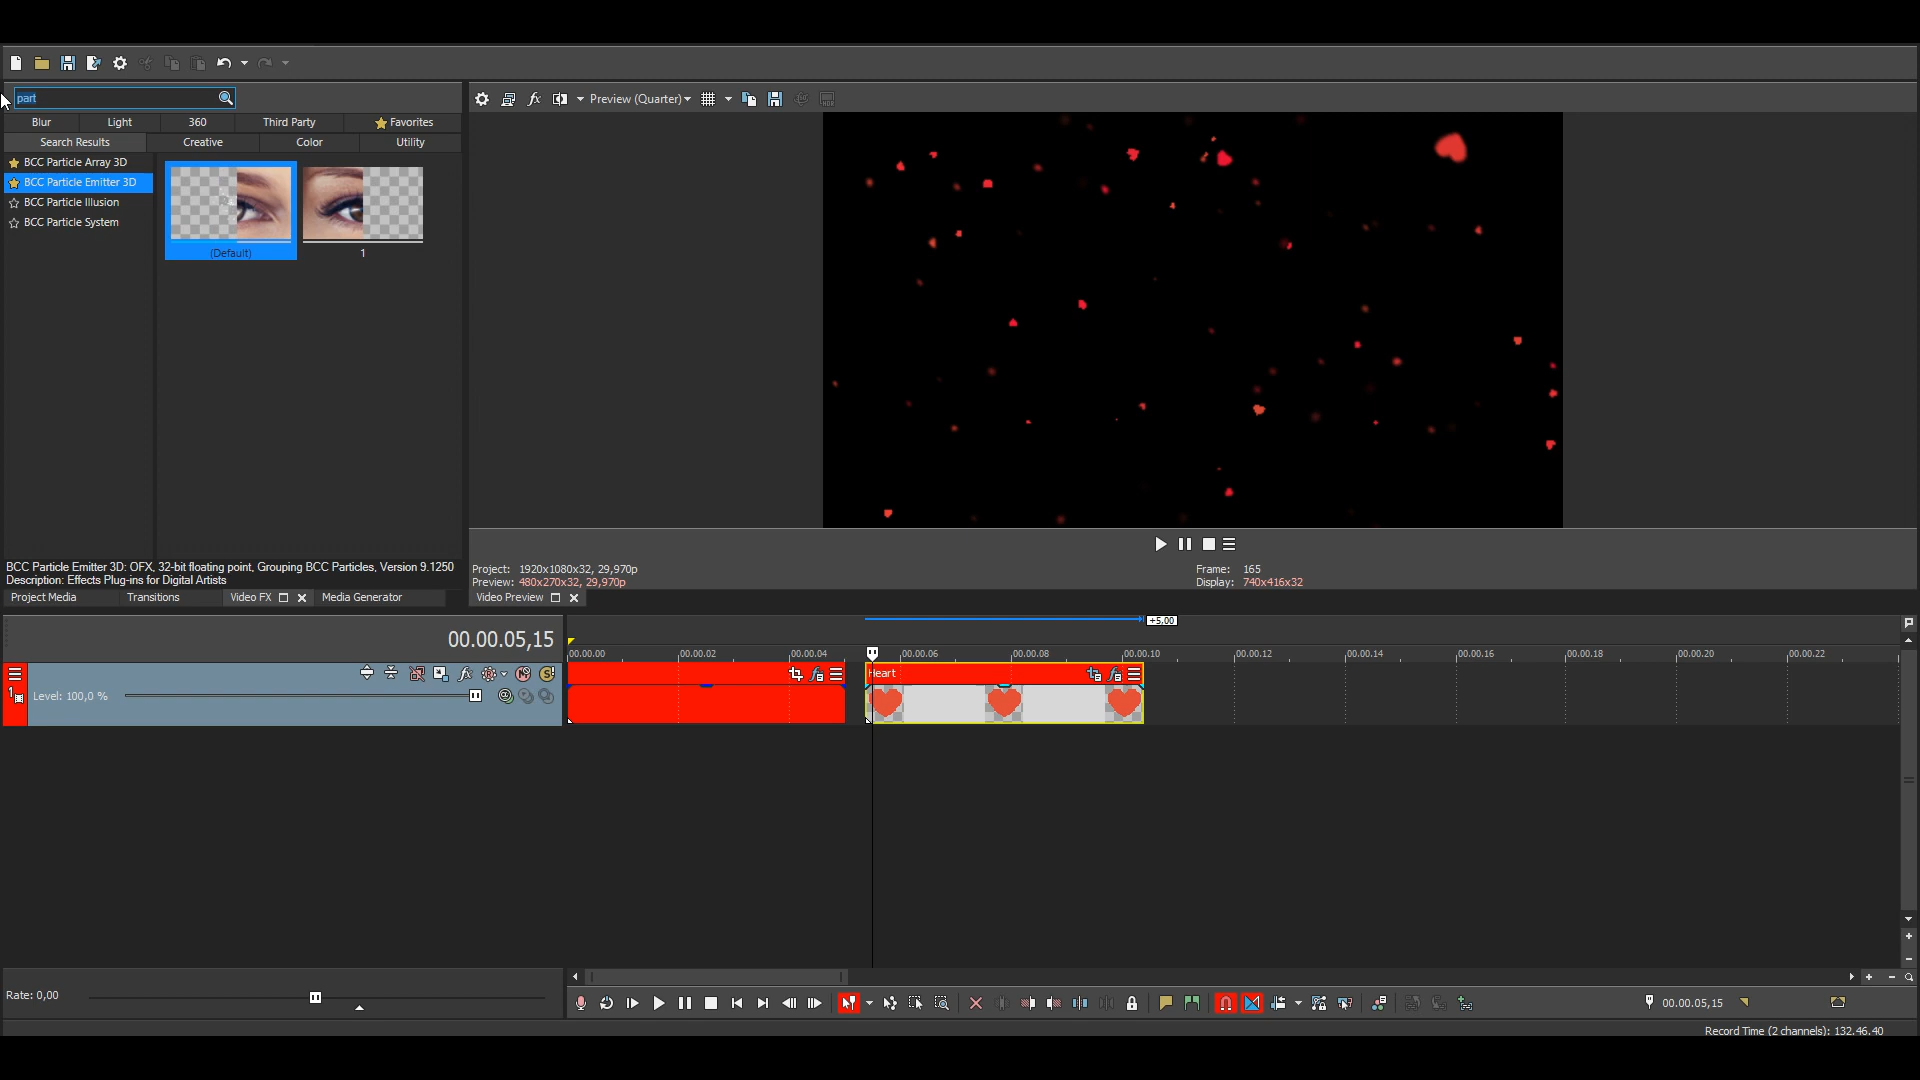 part
Preview (Quarter)
Blur Light 360 Third Party Favorites
Search Results Creative Color Utility
BCC Particle Array 3D
BCC Particle Emitter 3D
BCC Particle Illusion
BCC Particle System
(Default) 1
BCC Particle Emitter 3D: OFX, 32-bit floating point, Grouping BCC Particles, Version 9.1250
Description: Effects Plug-ins for Digital Artists
Project Media Transitions Video FX Media Generator
Project: 1920x1080x32, 29,970p
Preview: 480x270x32, 29,970p
Frame: 165
Display: 740x416x32
Video Preview
+5.00
00.00.05,15
00.00.00 00.00.02 00.00.04 00.00.06 00.00.08 00.00.10 00.00.12 00.00.14 00.00.16 00.00.18 00.00.20 00.00.22
Heart
1
Level: 100,0 %
Rate: 0,00
00.00.05,15
Record Time (2 channels): 132.46.40